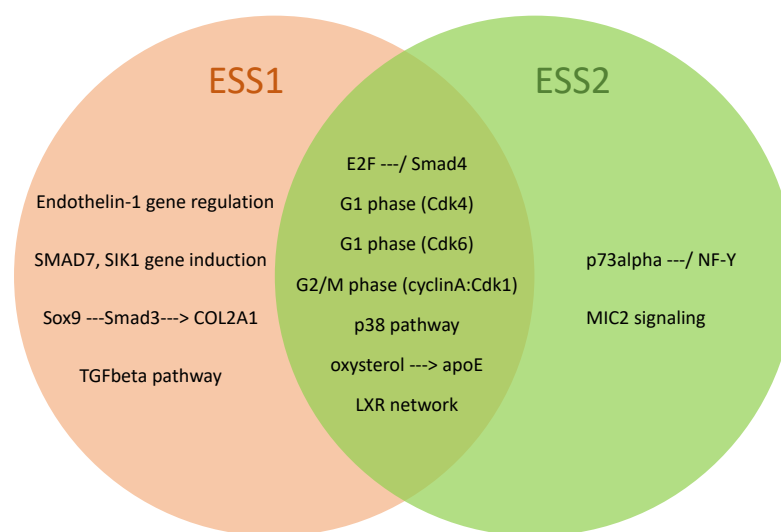 ESS1
ESS2
Endothelin-1 gene regulation
SMAD7, SIK1 gene induction
Sox9 ---Smad3---> COL2A1
TGFbeta pathway
E2F ---/ Smad4
G1 phase (Cdk4)
G1 phase (Cdk6)
G2/M phase (cyclinA:Cdk1)
p38 pathway
oxysterol ---> apoE
LXR network
p73alpha ---/ NF-Y
MIC2 signaling